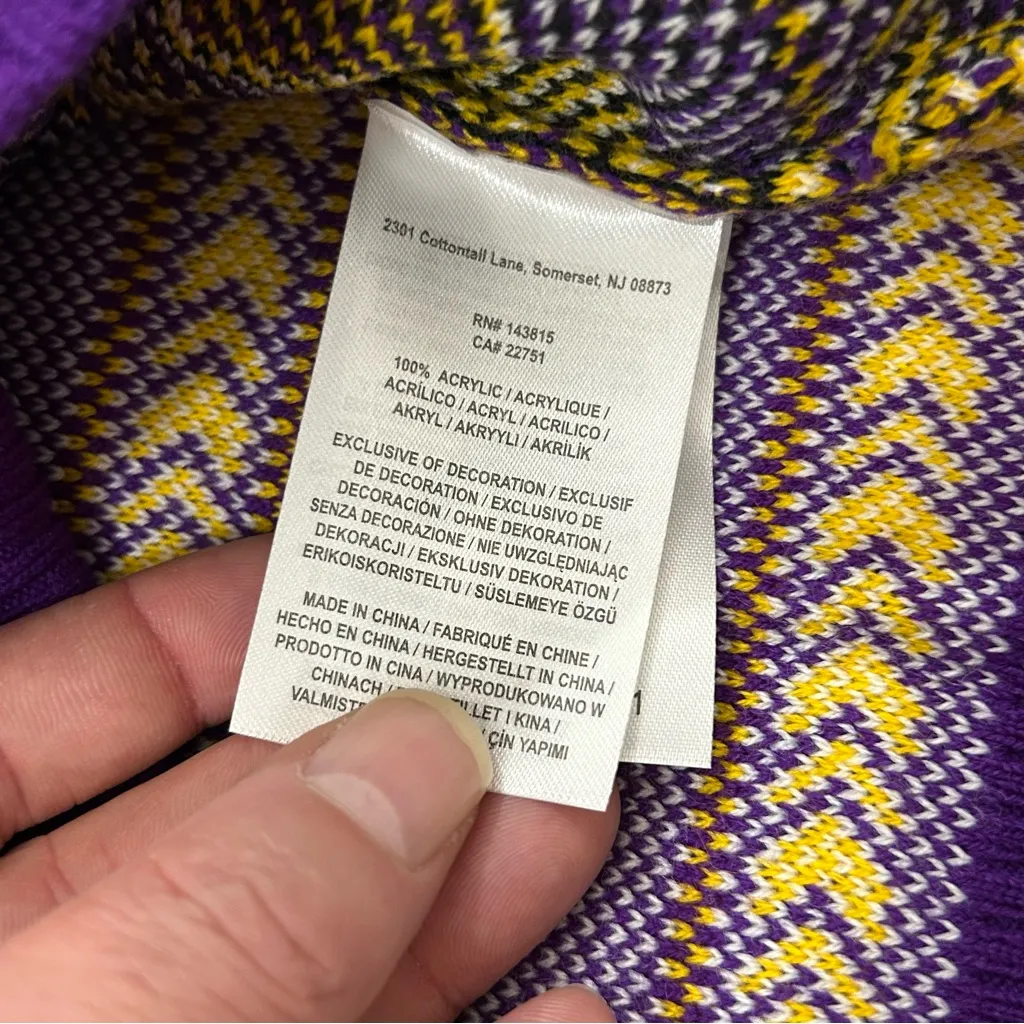 2301 Cottontail Lane, Somerset, NJ 08873
RN# 143815
CA# 22751
100% ACRYLIC / ACRYLIQUE /
ACRÍLICO / ACRYL / ACRILICO /
AKRYL / AKRYYLI / AKRİLİK
EXCLUSIVE OF DECORATION / EXCLUSIF
DE DECORATION / EXCLUSIVO DE
DECORACIÓN / OHNE DEKORATION /
SENZA DECORAZIONE / NIE UWZGLĘDNIAJĄC
DEKORACJI / EKSKLUSIV DEKORATION /
ERIKOISKORISTELTU / SÜSLEMEYE ÖZGÜ
MADE IN CHINA / FABRIQUÉ EN CHINE /
HECHO EN CHINA / HERGESTELLT IN CHINA /
PRODOTTO IN CINA / WYPRODUKOWANO W
CHINACH / I KINA /
ÇİN YAPIMI
1